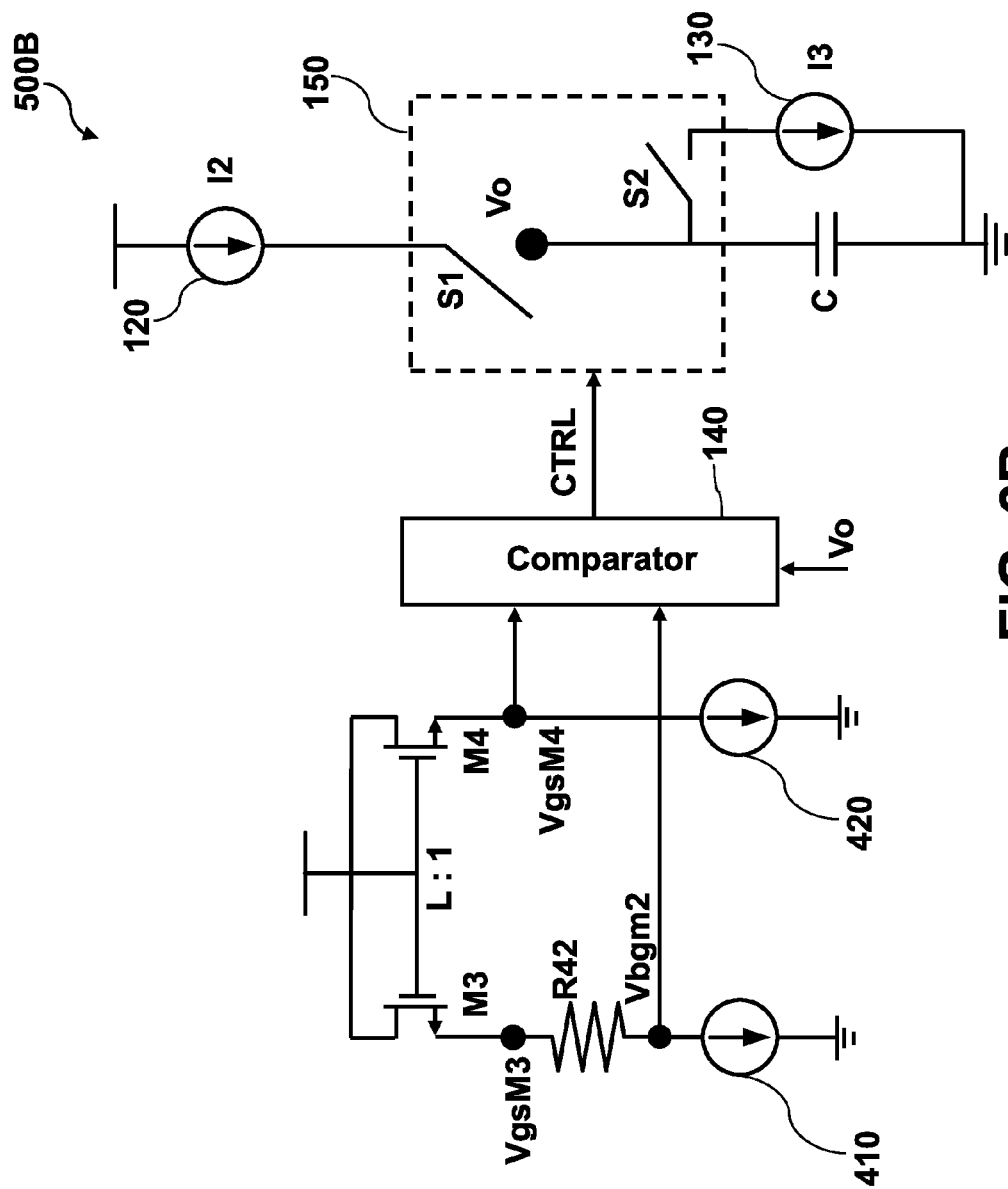 500B
I2
120
150
S1
Vo
S2
130
I3
C
CTRL
140
Comparator
Vo
L : 1
M3
M4
VgsM3
VgsM4
R42
Vbgm2
410
420